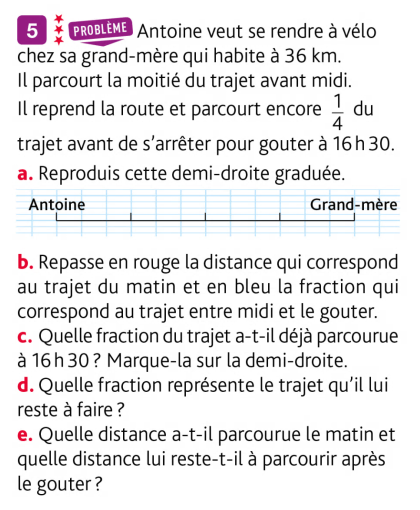 5 PROBLÈME Antoine veut se rendre à vélo
chez sa grand-mère qui habite à 36 km.
Il parcourt la moitié du trajet avant midi.
Il reprend la route et parcourt encore 1/4 du
trajet avant de s'arrêter pour gouter à 16 h 30.
a. Reproduis cette demi-droite graduée.
Antoine Grand-mère
b. Repasse en rouge la distance qui correspond
au trajet du matin et en bleu la fraction qui
correspond au trajet entre midi et le gouter.
c. Quelle fraction du trajet a-t-il déjà parcourue
à 16 h 30 ? Marque-la sur la demi-droite.
d. Quelle fraction représente le trajet qu'il lui
reste à faire ?
e. Quelle distance a-t-il parcourue le matin et
quelle distance lui reste-t-il à parcourir après
le gouter ?